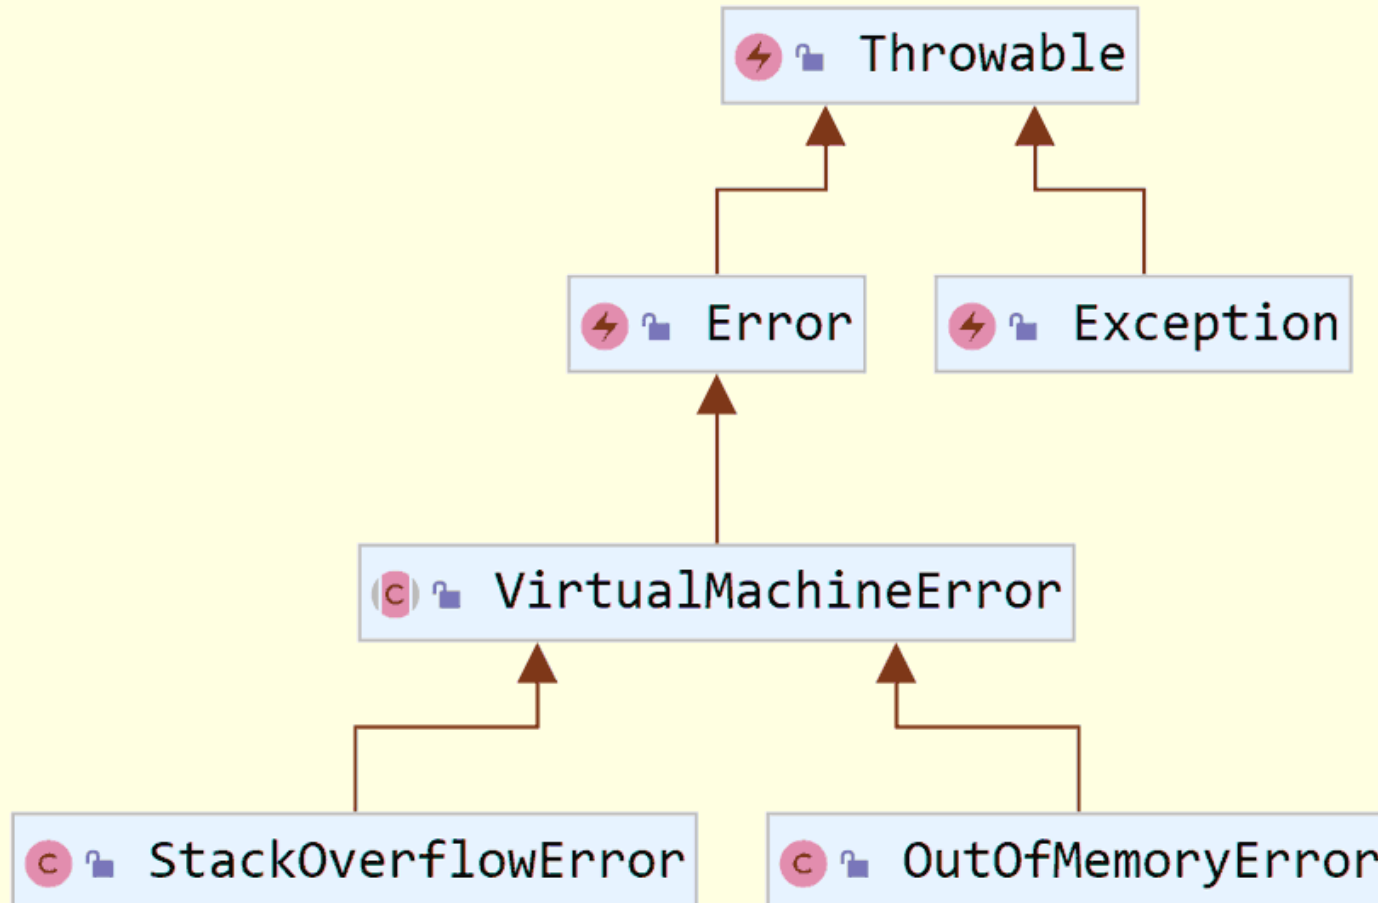 Throwable
Error
Exception
VirtualMachineError
StackOverflowError
OutOfMemoryError